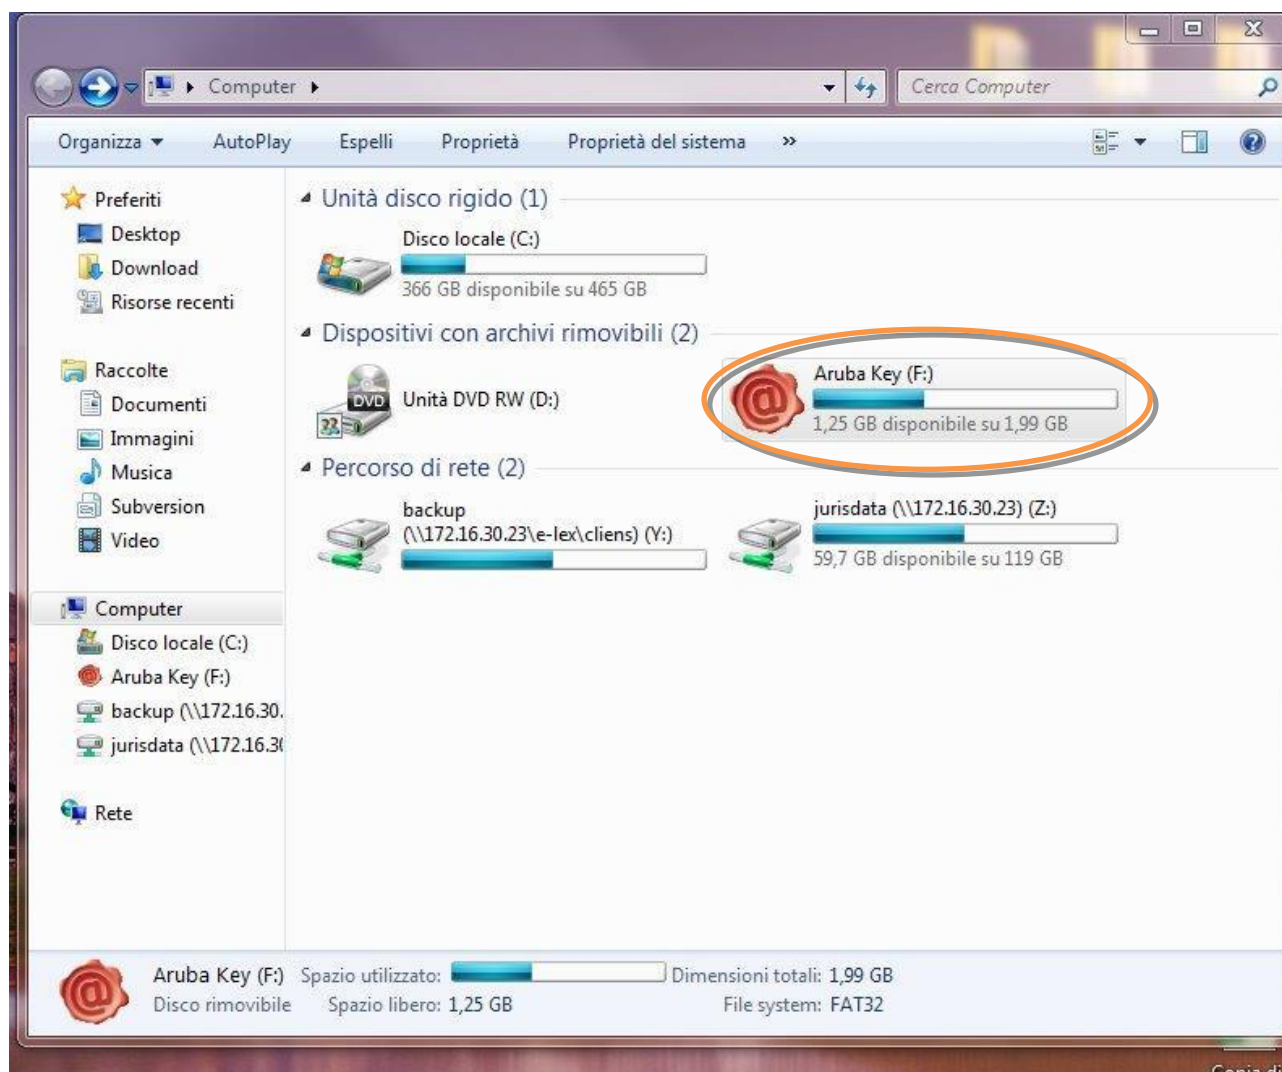 Computer
Cerca Computer
Organizza
AutoPlay
Espelli
Proprietà
Proprietà del sistema
»
Preferiti
Desktop
Download
Risorse recenti
Raccolte
Documenti
Immagini
Musica
Subversion
Video
Computer
Disco locale (C:)
Aruba Key (F:)
backup (\\172.16.30.
jurisdata (\\172.16.3
Rete
Unità disco rigido (1)
Disco locale (C:)
366 GB disponibile su 465 GB
Dispositivi con archivi rimovibili (2)
DVD
Unità DVD RW (D:)
Aruba Key (F:)
1,25 GB disponibile su 1,99 GB
Percorso di rete (2)
backup
(\\172.16.30.23\e-lex\cliens) (Y:)
jurisdata (\\172.16.30.23) (Z:)
59,7 GB disponibile su 119 GB
Aruba Key (F:) Spazio utilizzato: Dimensioni totali: 1,99 GB
Disco rimovibile Spazio libero: 1,25 GB File system: FAT32